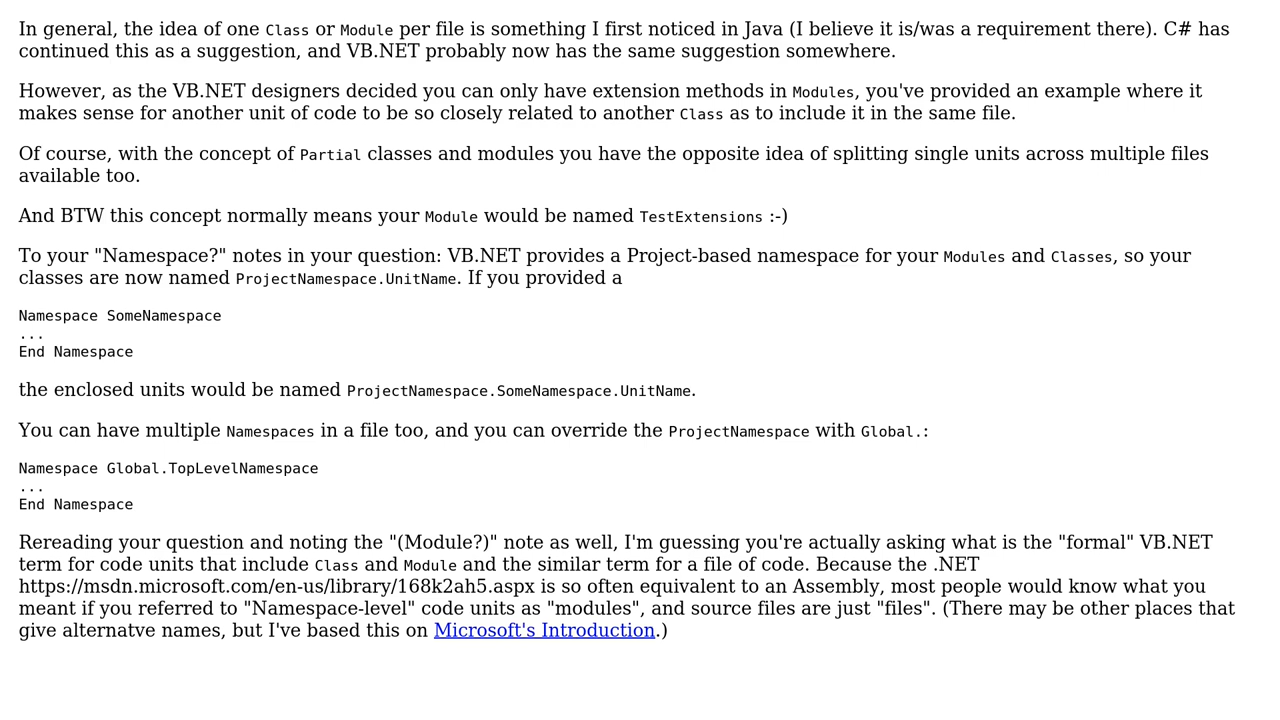 In general, the idea of one Class or Module per file is something I first noticed in Java (I believe it is/was a requirement there). C# has
continued this as a suggestion, and VB.NET probably now has the same suggestion somewhere.
However, as the VB.NET designers decided you can only have extension methods in Modules, you've provided an example where it
makes sense for another unit of code to be so closely related to another Class as to include it in the same file.
Of course, with the concept of Partial classes and modules you have the opposite idea of splitting single units across multiple files
available too.
And BTW this concept normally means your Module would be named TestExtensions :-)
To your "Namespace?" notes in your question: VB.NET provides a Project-based namespace for your Modules and Classes, so your
classes are now named ProjectNamespace.UnitName. If you provided a
Namespace SomeNamespace
...
End Namespace
the enclosed units would be named ProjectNamespace.SomeNamespace.UnitName.
You can have multiple Namespaces in a file too, and you can override the ProjectNamespace with Global.:
Namespace Global.TopLevelNamespace
...
End Namespace
Rereading your question and noting the "(Module?)" note as well, I'm guessing you're actually asking what is the "formal" VB.NET
term for code units that include Class and Module and the similar term for a file of code. Because the .NET
https://msdn.microsoft.com/en-us/library/168k2ah5.aspx is so often equivalent to an Assembly, most people would know what you
meant if you referred to "Namespace-level" code units as "modules", and source files are just "files". (There may be other places that
give alternatve names, but I've based this on Microsoft's Introduction.)